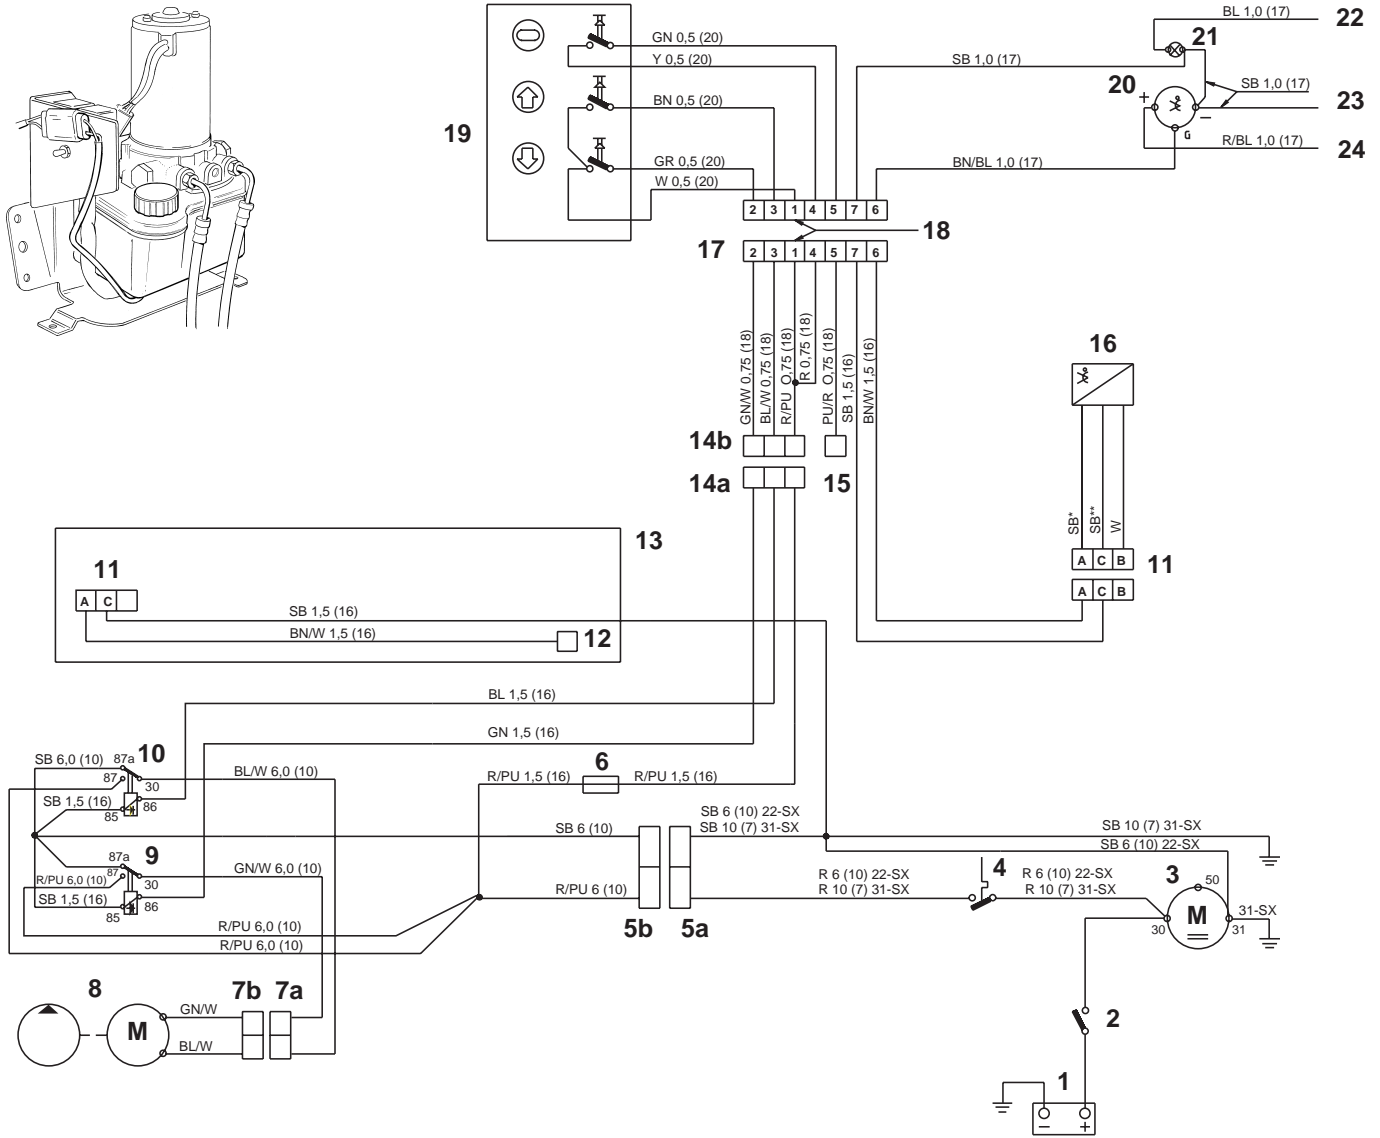 BL 1,0 (17)
22
21
GN 0,5 (20)
Y 0,5 (20)
SB 1,0 (17)
20
+
SB 1,0 (17)
BN 0,5 (20)
23
−
19
G
R/BL 1,0 (17)
24
GR 0,5 (20)
BN/BL 1,0 (17)
W 0,5 (20)
2 3 1 4 5 7 6
18
17
2 3 1 4 5 7 6
GN/W 0,75 (18)
BL/W 0,75 (18)
R/PU O,75 (18)
R 0,75 (18)
PU/R O,75 (18)
SB 1,5 (16)
BN/W 1,5 (16)
16
14b
14a
15
SB*
SB**
W
13
A C B
11
11
A C
A C B
SB 1,5 (16)
BN/W 1,5 (16)
12
BL 1,5 (16)
GN 1,5 (16)
10
SB 6,0 (10)
87a
6
87
30
BL/W 6,0 (10)
R/PU 1,5 (16)
R/PU 1,5 (16)
SB 1,5 (16)
86
85
SB 6 (10) 22-SX
SB 6 (10)
SB 10 (7) 31-SX
SB 10 (7) 31-SX
SB 6 (10) 22-SX
9
87a
87
GN/W 6,0 (10)
4
R 6 (10) 22-SX
R 6 (10) 22-SX
3
50
R/PU 6,0 (10)
30
R/PU 6 (10)
R 10 (7) 31-SX
R 10 (7) 31-SX
SB 1,5 (16)
86
85
M
31-SX
R/PU 6,0 (10)
5b
5a
30
31
R/PU 6,0 (10)
8
7b
7a
GN/W
M
BL/W
2
1
−
+